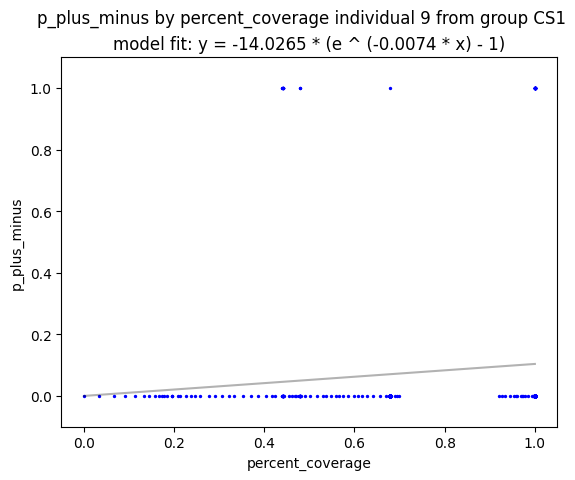 p_plus_minus by percent_coverage individual 9 from group CS1
model fit: y = -14.0265 * (e ^ (-0.0074 * x) - 1)
1.0
0.8
0.6
0.4
0.2
0.0
p_plus_minus
0.0 0.2 0.4 0.6 0.8 1.0
percent_coverage